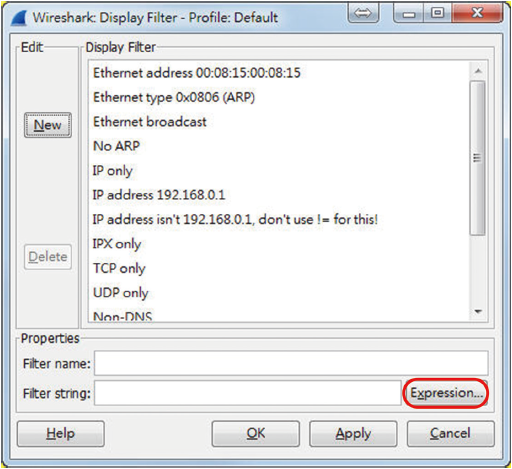 Wireshark: Display Filter - Profile: Default
Edit
Display Filter
New
Delete
Ethernet address 00:08:15:00:08:15
Ethernet type 0x0806 (ARP)
Ethernet broadcast
No ARP
IP only
IP address 192.168.0.1
IP address isn't 192.168.0.1, don't use != for this!
IPX only
TCP only
UDP only
Non-DNS
Properties
Filter name:
Filter string:
Expression...
Help
OK
Apply
Cancel